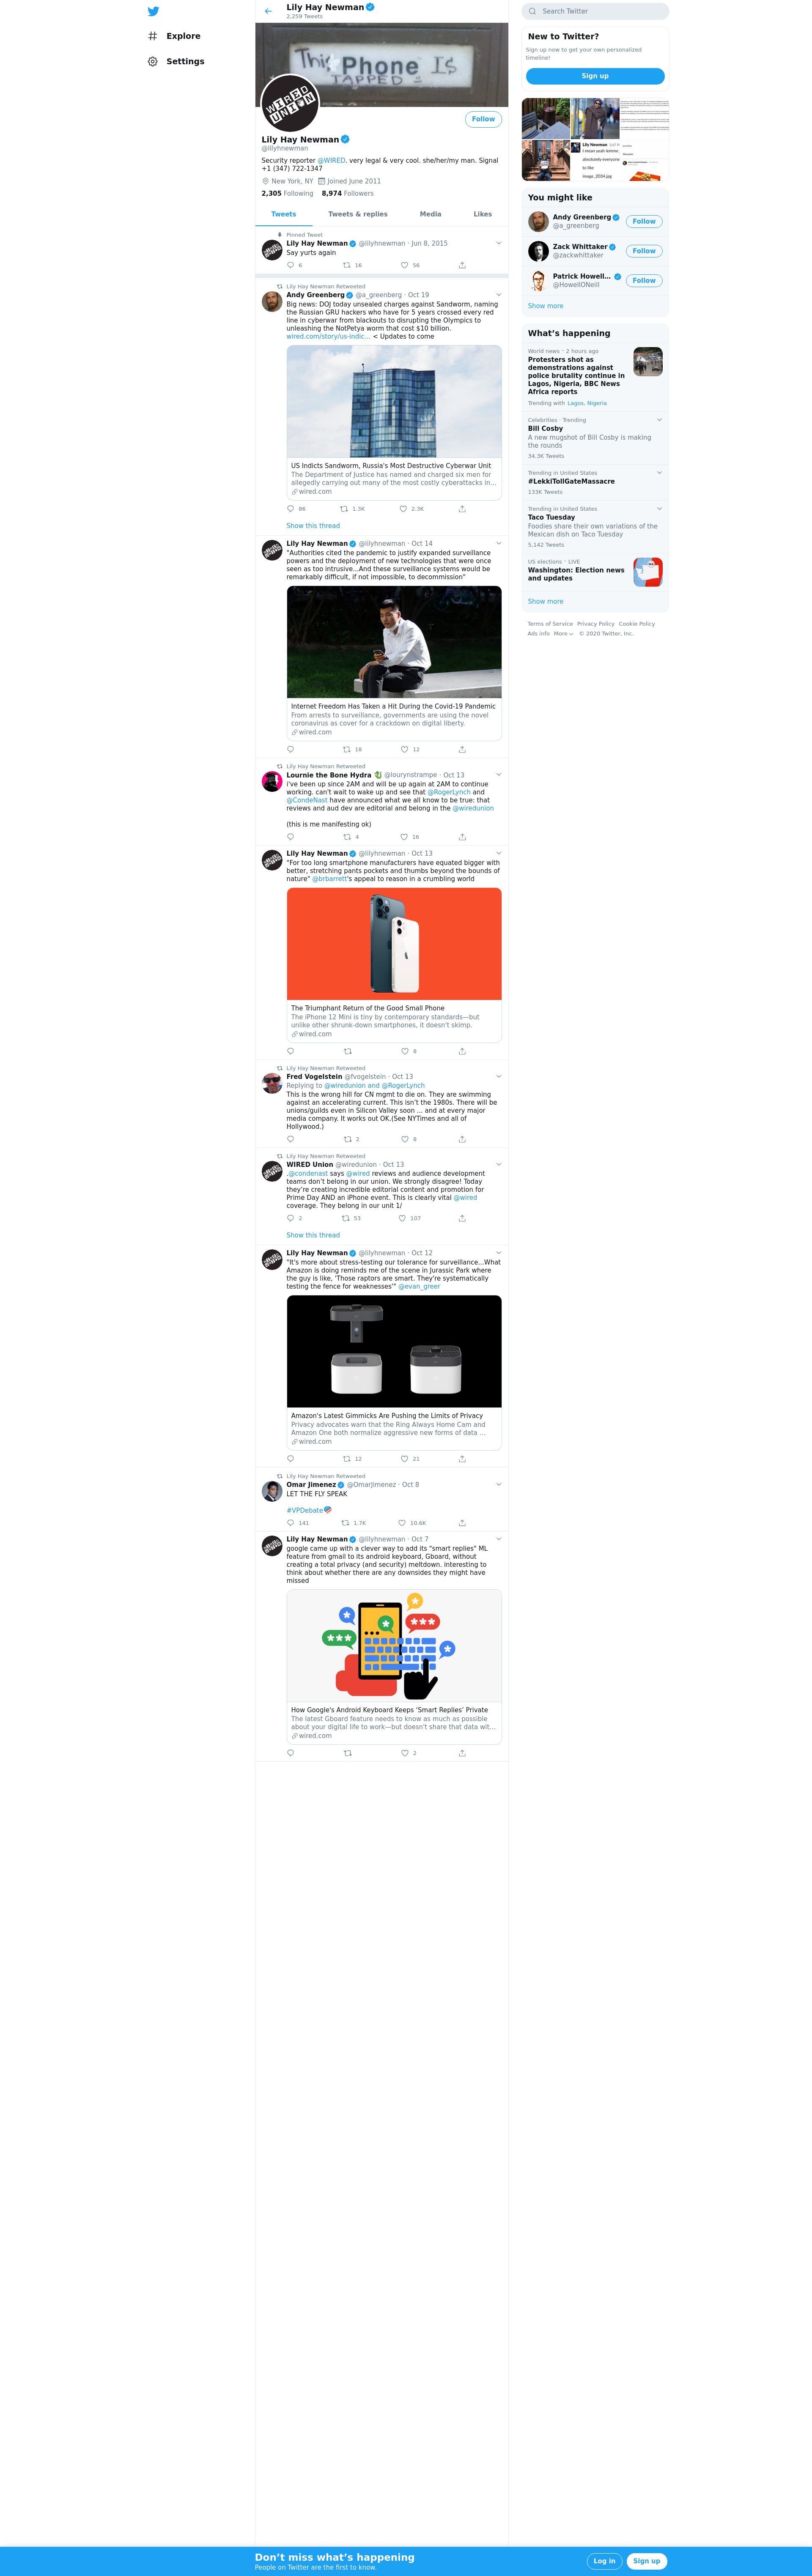 Explore
Settings
Lily Hay Newman
2,259 Tweets
This Phone Is
TAPPED
WIRED
UNION
Follow
Lily Hay Newman
@lilyhnewman
Security reporter @WIRED. very legal & very cool. she/her/my man. Signal
+1 (347) 722-1347
New York, NY Joined June 2011
2,305 Following 8,974 Followers
Tweets Tweets & replies Media Likes
Pinned Tweet
Lily Hay Newman @lilyhnewman · Jun 8, 2015
Say yurts again
6 16 56
Lily Hay Newman Retweeted
Andy Greenberg @a_greenberg · Oct 19
Big news: DOJ today unsealed charges against Sandworm, naming
the Russian GRU hackers who have for 5 years crossed every red
line in cyberwar from blackouts to disrupting the Olympics to
unleashing the NotPetya worm that cost $10 billion.
wired.com/story/us-indic... < Updates to come
US Indicts Sandworm, Russia's Most Destructive Cyberwar Unit
The Department of Justice has named and charged six men for
allegedly carrying out many of the most costly cyberattacks in...
wired.com
86 1.3K 2.3K
Show this thread
Lily Hay Newman @lilyhnewman · Oct 14
"Authorities cited the pandemic to justify expanded surveillance
powers and the deployment of new technologies that were once
seen as too intrusive...And these surveillance systems would be
remarkably difficult, if not impossible, to decommission"
Internet Freedom Has Taken a Hit During the Covid-19 Pandemic
From arrests to surveillance, governments are using the novel
coronavirus as cover for a crackdown on digital liberty.
wired.com
18 12
Lily Hay Newman Retweeted
Lournie the Bone Hydra @lourynstrampe · Oct 13
i've been up since 2AM and will be up again at 2AM to continue
working. can't wait to wake up and see that @RogerLynch and
@CondeNast have announced what we all know to be true: that
reviews and aud dev are editorial and belong in the @wiredunion
(this is me manifesting ok)
4 16
Lily Hay Newman @lilyhnewman · Oct 13
"For too long smartphone manufacturers have equated bigger with
better, stretching pants pockets and thumbs beyond the bounds of
nature" @brbarrett's appeal to reason in a crumbling world
The Triumphant Return of the Good Small Phone
The iPhone 12 Mini is tiny by contemporary standards—but
unlike other shrunk-down smartphones, it doesn't skimp.
wired.com
8
Lily Hay Newman Retweeted
Fred Vogelstein @fvogelstein · Oct 13
Replying to @wiredunion and @RogerLynch
This is the wrong hill for CN mgmt to die on. They are swimming
against an accelerating current. This isn't the 1980s. There will be
unions/guilds even in Silicon Valley soon ... and at every major
media company. It works out OK.(See NYTimes and all of
Hollywood.)
2 8
Lily Hay Newman Retweeted
WIRED Union @wiredunion · Oct 13
.@condenast says @wired reviews and audience development
teams don't belong in our union. We strongly disagree! Today
they're creating incredible editorial content and promotion for
Prime Day AND an iPhone event. This is clearly vital @wired
coverage. They belong in our unit 1/
2 53 107
Show this thread
Lily Hay Newman @lilyhnewman · Oct 12
"It's more about stress-testing our tolerance for surveillance...What
Amazon is doing reminds me of the scene in Jurassic Park where
the guy is like, 'Those raptors are smart. They're systematically
testing the fence for weaknesses'" @evan_greer
Amazon's Latest Gimmicks Are Pushing the Limits of Privacy
Privacy advocates warn that the Ring Always Home Cam and
Amazon One both normalize aggressive new forms of data ...
wired.com
12 21
Lily Hay Newman Retweeted
Omar Jimenez @OmarJimenez · Oct 8
LET THE FLY SPEAK
#VPDebate
141 1.7K 10.6K
Lily Hay Newman @lilyhnewman · Oct 7
google came up with a clever way to add its "smart replies" ML
feature from gmail to its android keyboard, Gboard, without
creating a total privacy (and security) meltdown. interesting to
think about whether there are any downsides they might have
missed
How Google's Android Keyboard Keeps 'Smart Replies' Private
The latest Gboard feature needs to know as much as possible
about your digital life to work—but doesn't share that data wit...
wired.com
2
Search Twitter
New to Twitter?
Sign up now to get your own personalized
timeline!
Sign up
Lily Newman
I mean yeah lemme
absolutely everyone
to like
image_2034.jpg
You might like
Andy Greenberg
@a_greenberg
Follow
Zack Whittaker
@zackwhittaker
Follow
Patrick Howell...
@HowellONeill
Follow
Show more
What's happening
World news · 2 hours ago
Protesters shot as
demonstrations against
police brutality continue in
Lagos, Nigeria, BBC News
Africa reports
Trending with Lagos, Nigeria
Celebrities · Trending
Bill Cosby
A new mugshot of Bill Cosby is making
the rounds
34.3K Tweets
Trending in United States
#LekkiTollGateMassacre
133K Tweets
Trending in United States
Taco Tuesday
Foodies share their own variations of the
Mexican dish on Taco Tuesday
5,142 Tweets
US elections · LIVE
Washington: Election news
and updates
Show more
Terms of Service Privacy Policy Cookie Policy
Ads info More © 2020 Twitter, Inc.
Don't miss what's happening
People on Twitter are the first to know.
Log in
Sign up